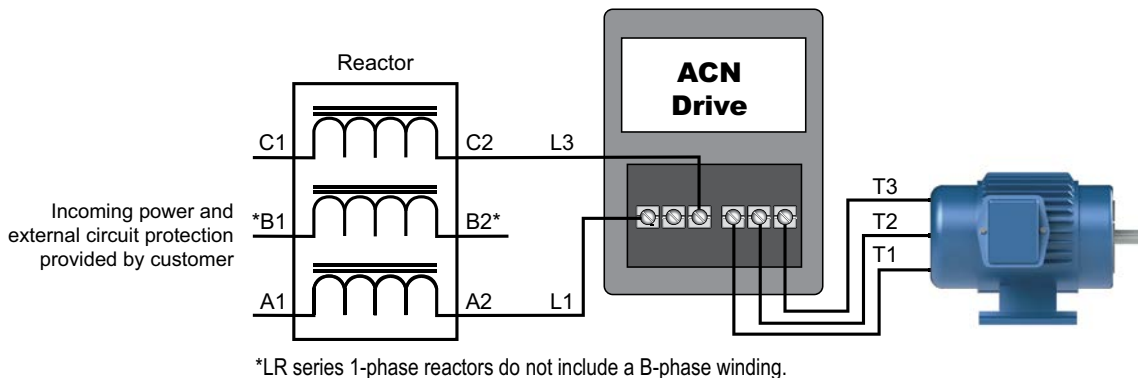 Reactor
ACN
Drive
C1
C2
L3
T3
Incoming power and
external circuit protection
provided by customer
*B1
B2*
T2
T1
A1
A2
L1
*LR series 1-phase reactors do not include a B-phase winding.